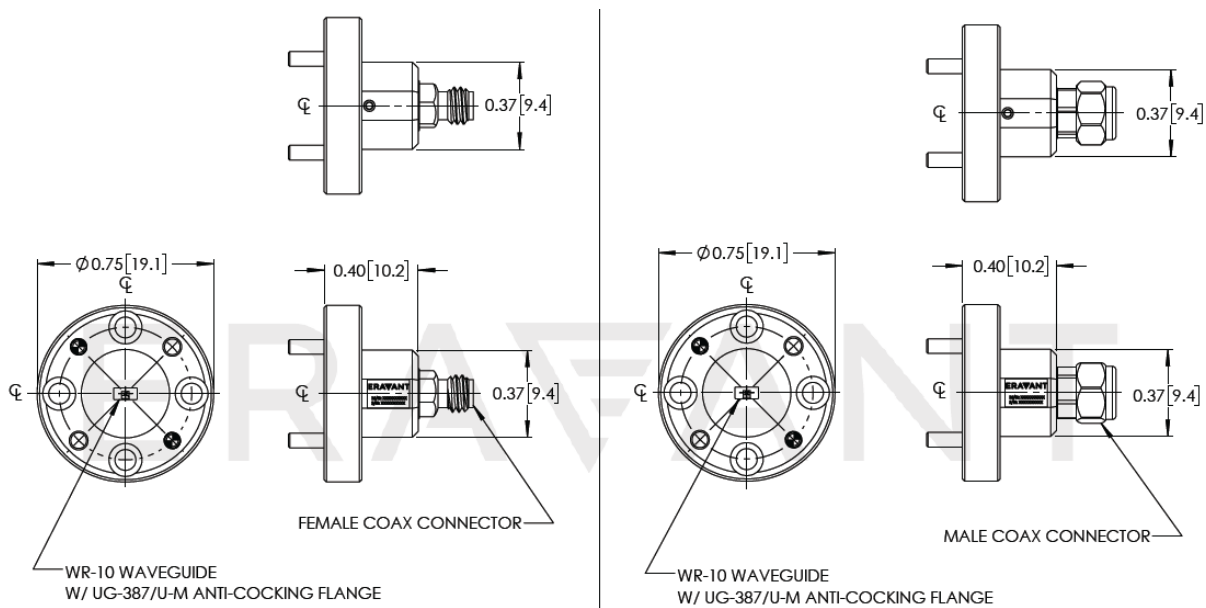 0.37[9.4]
℄
⌀0.75[19.1]
℄
0.40[10.2]
℄
℄
ERAVANT
0.37[9.4]
FEMALE COAX CONNECTOR
WR-10 WAVEGUIDE
W/ UG-387/U-M ANTI-COCKING FLANGE
0.37[9.4]
℄
⌀0.75[19.1]
℄
0.40[10.2]
℄
℄
ERAVANT
0.37[9.4]
MALE COAX CONNECTOR
WR-10 WAVEGUIDE
W/ UG-387/U-M ANTI-COCKING FLANGE
ERAVANT